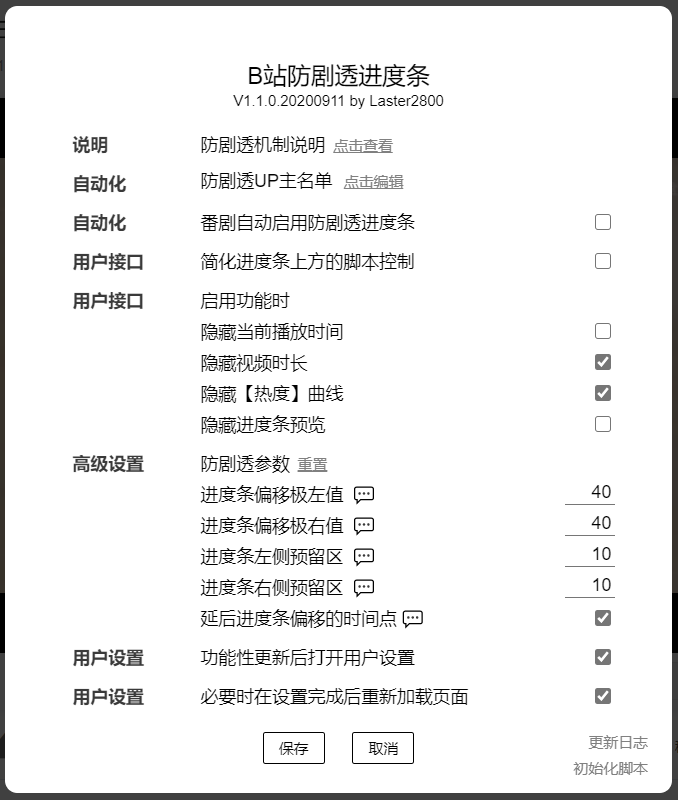 B站防剧透进度条
V1.1.0.20200911 by Laster2800
说明 防剧透机制说明 点击查看
自动化 防剧透UP主名单 点击编辑
自动化 番剧自动启用防剧透进度条
用户接口 简化进度条上方的脚本控制
用户接口 启用功能时
隐藏当前播放时间
隐藏视频时长
隐藏【热度】曲线
隐藏进度条预览
高级设置 防剧透参数 重置
进度条偏移极左值 40
进度条偏移极右值 40
进度条左侧预留区 10
进度条右侧预留区 10
延后进度条偏移的时间点
用户设置 功能性更新后打开用户设置
用户设置 必要时在设置完成后重新加载页面
保存 取消 更新日志
初始化脚本